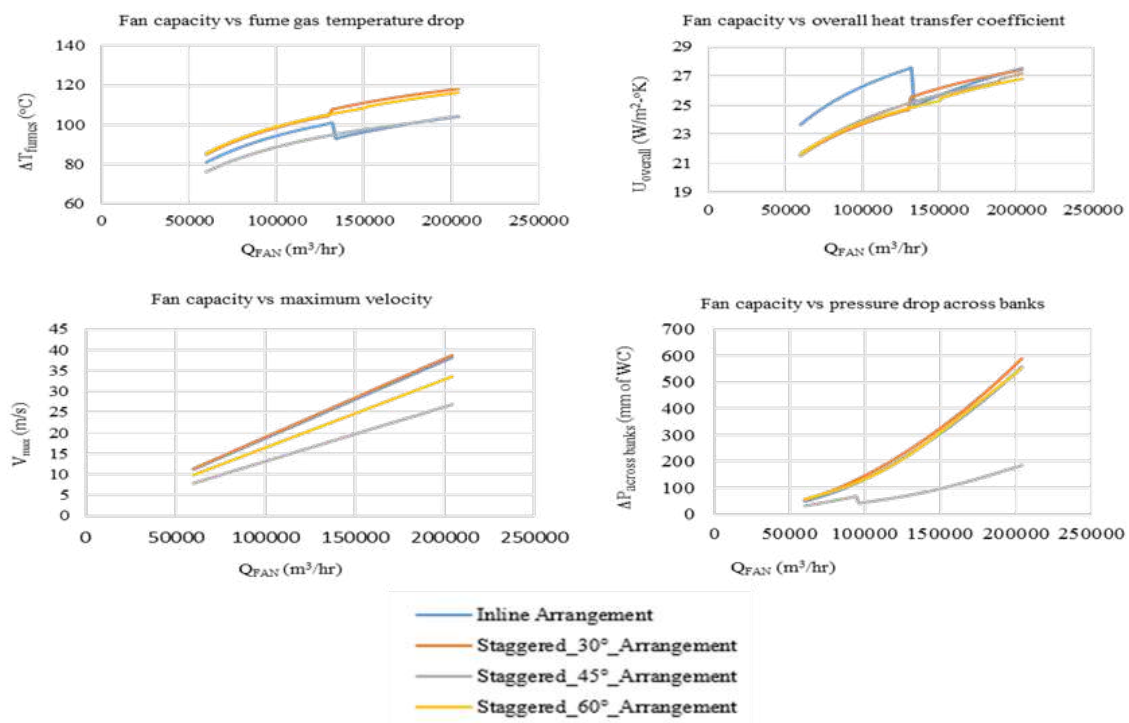 Fan capacity vs fume gas temperature drop
140
120
100
80
60
ΔTfumes (°C)
0 50000 100000 150000 200000 250000
QFAN (m³/hr)
Fan capacity vs overall heat transfer coefficient
29
27
25
23
21
19
Uoverall (W/m²-°K)
0 50000 100000 150000 200000 250000
QFAN (m³/hr)
Fan capacity vs maximum velocity
45
40
35
30
25
20
15
10
5
0
Vmax (m/s)
0 50000 100000 150000 200000 250000
QFAN (m³/hr)
Fan capacity vs pressure drop across banks
700
600
500
400
300
200
100
0
ΔPacross banks (mm of WC)
0 50000 100000 150000 200000 250000
QFAN (m³/hr)
Inline Arrangement
Staggered_30°_Arrangement
Staggered_45°_Arrangement
Staggered_60°_Arrangement